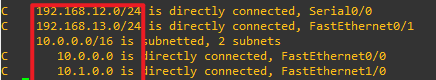 C    192.168.12.0/24 is directly connected, Serial0/0
C    192.168.13.0/24 is directly connected, FastEthernet0/1
     10.0.0.0/16 is subnetted, 2 subnets
C       10.0.0.0 is directly connected, FastEthernet0/0
C       10.1.0.0 is directly connected, FastEthernet1/0